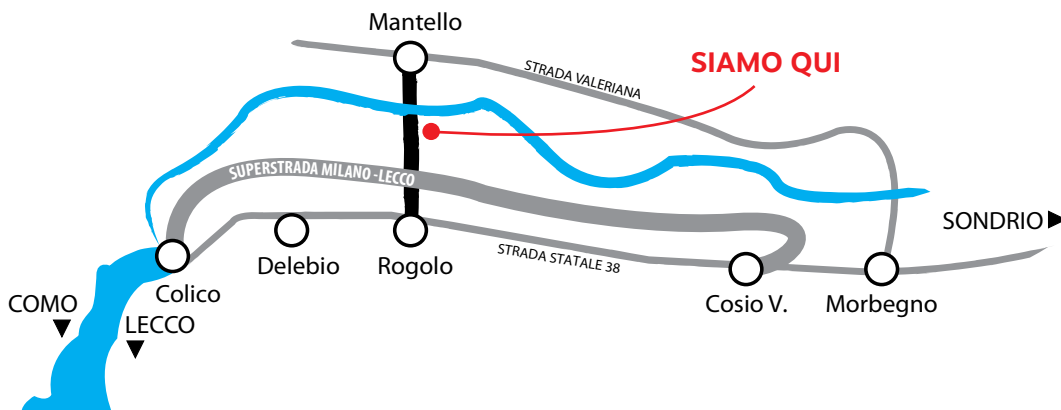 Mantello
STRADA VALERIANA
SIAMO QUI
SUPERSTRADA MILANO-LECCO
SONDRIO
Delebio
Rogolo
STRADA STATALE 38
Colico
Cosio V.
Morbegno
COMO
LECCO